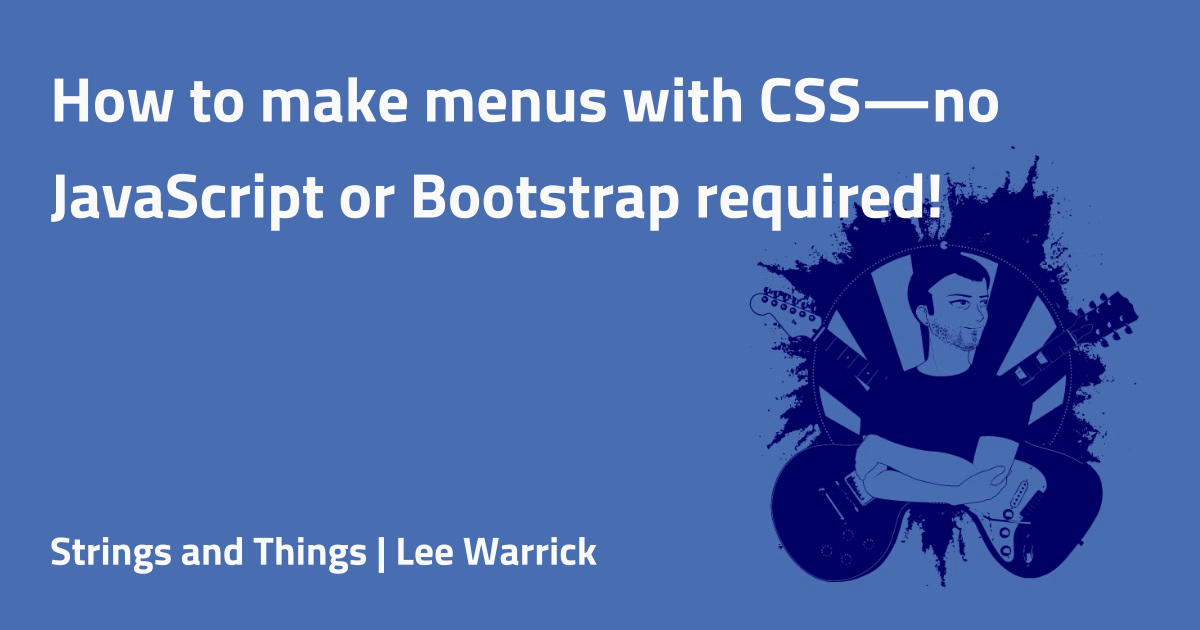 How to make menus with CSS—no
JavaScript or Bootstrap required!
Strings and Things | Lee Warrick